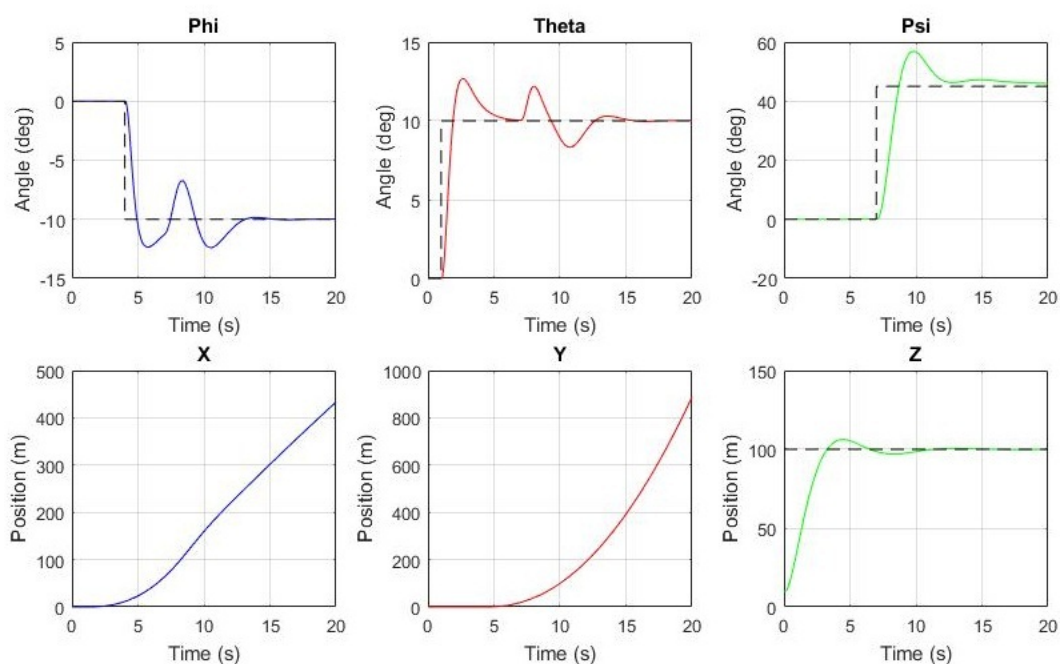 Phi
Theta
Psi
5
0
-5
-10
-15
Angle (deg)
0 5 10 15 20
Time (s)
15
10
5
0
Angle (deg)
0 5 10 15 20
Time (s)
60
40
20
0
-20
Angle (deg)
0 5 10 15 20
Time (s)
X
Y
Z
500
400
300
200
100
0
Position (m)
0 5 10 15 20
Time (s)
1000
800
600
400
200
0
Position (m)
0 5 10 15 20
Time (s)
150
100
50
0
Position (m)
0 5 10 15 20
Time (s)